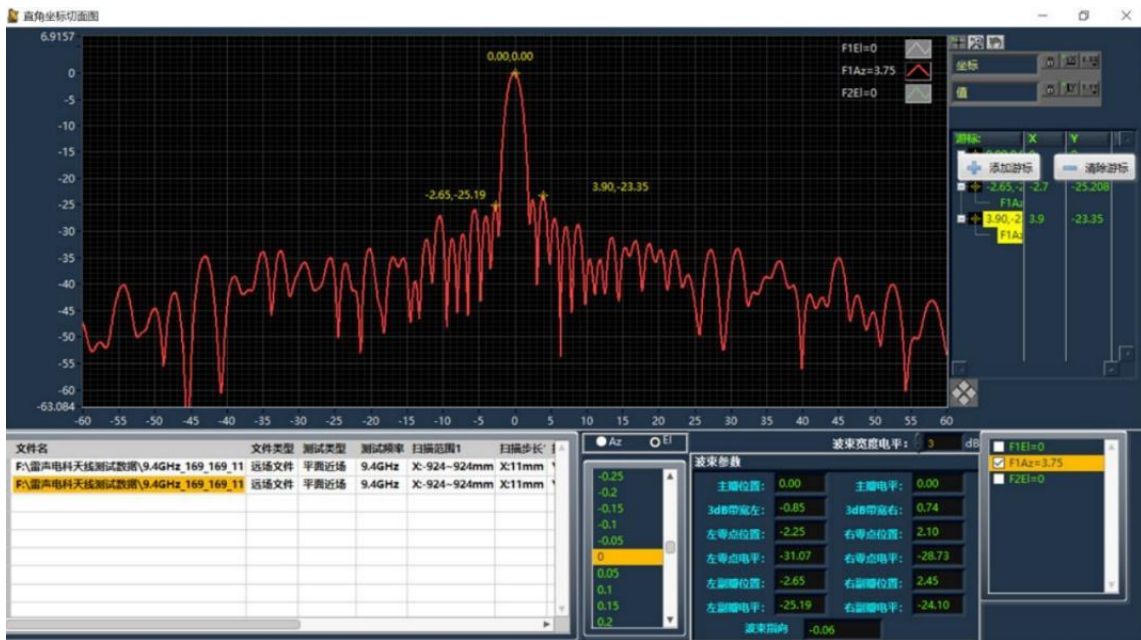 直角坐标切面图
6.9157
0
-5
-10
-15
-20
-25
-30
-35
-40
-45
-50
-55
-60
-63.084
-60 -55 -50 -45 -40 -35 -30 -25 -20 -15 -10 -5 0 5 10 15 20 25 30 35 40 45 50 55 60
0.00,0.00
-2.65,-25.19
3.90,-23.35
F1El=0
F1Az=3.75
F2El=0
坐标
值
游标: X Y
添加游标 清除游标
-2.65,-2 -2.7 -25.208
F1Az
3.90,-2 3.9 -23.35
F1Az
文件名 文件类型 测试类型 测试频率 扫描范围1 扫描步长
F:\雷声电科天线测试数据\9.4GHz_169_169_11 远场文件 平面近场 9.4GHz X:-924~924mm X:11mm
F:\雷声电科天线测试数据\9.4GHz_169_169_11 远场文件 平面近场 9.4GHz X:-924~924mm X:11mm
Az El
-0.25
-0.2
-0.15
-0.1
-0.05
0
0.05
0.1
0.15
0.2
波束宽度电平: 3 dB
波束参数
主瓣位置: 0.00 主瓣电平: 0.00
3dB带宽左: -0.85 3dB带宽右: 0.74
左零点位置: -2.25 右零点位置: 2.10
左零点电平: -31.07 右零点电平: -28.73
左副瓣位置: -2.65 右副瓣位置: 2.45
左副瓣电平: -25.19 右副瓣电平: -24.10
波束指向 -0.06
F1El=0
F1Az=3.75
F2El=0